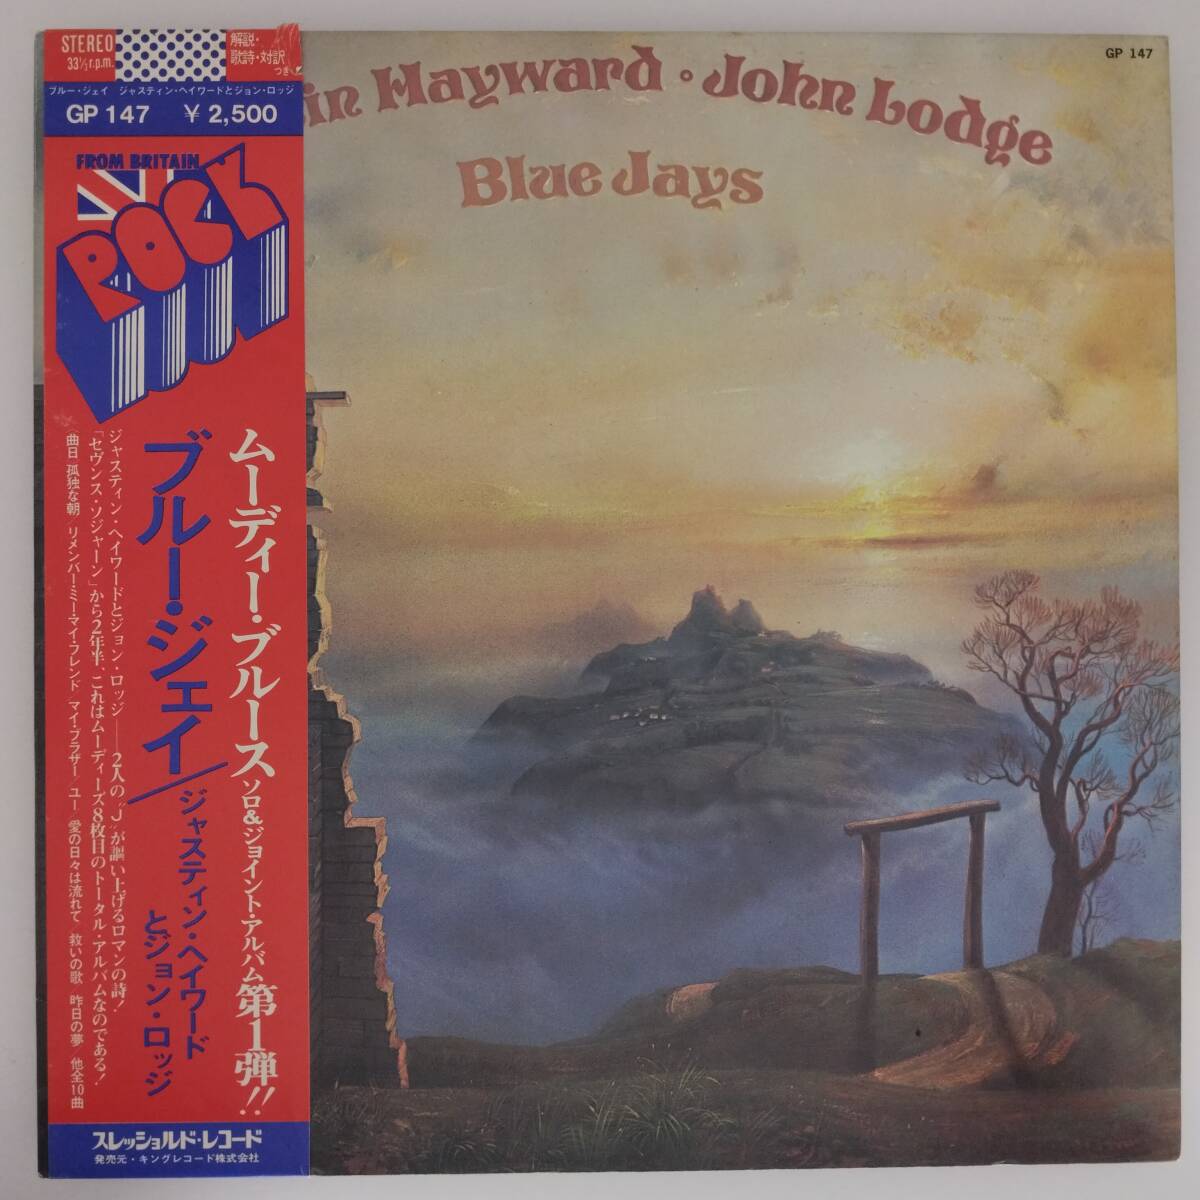 STEREO
33⅓ r.p.m.
解説・
歌詩・対訳
つき
ブルー・ジェイ ジャスティン・ヘイワードとジョン・ロッジ
GP 147 ￥2,500
FROM BRITAIN
ROCK
ムーディー・ブルース ソロ&ジョイント・アルバム第1弾!!
ブルー・ジェイ/ジャスティン・ヘイワード
とジョン・ロッジ
ジャスティン・ヘイワードとジョン・ロッジ——2人の“J”が謳い上げるロマンの詩!
「セヴンス・ソジャーン」から2年半、これはムーディーズ8枚目のトータル・アルバムなのである!
(曲目) 孤独な朝/リメンバー・ミー・マイ・フレンド/マイ・ブラザー/ユー/愛の日々は流れて/救いの歌/昨日の夢/他全10曲
スレッショルド・レコード
発売元・キングレコード株式会社
in Hayward • John Lodge
Blue Jays
GP 147